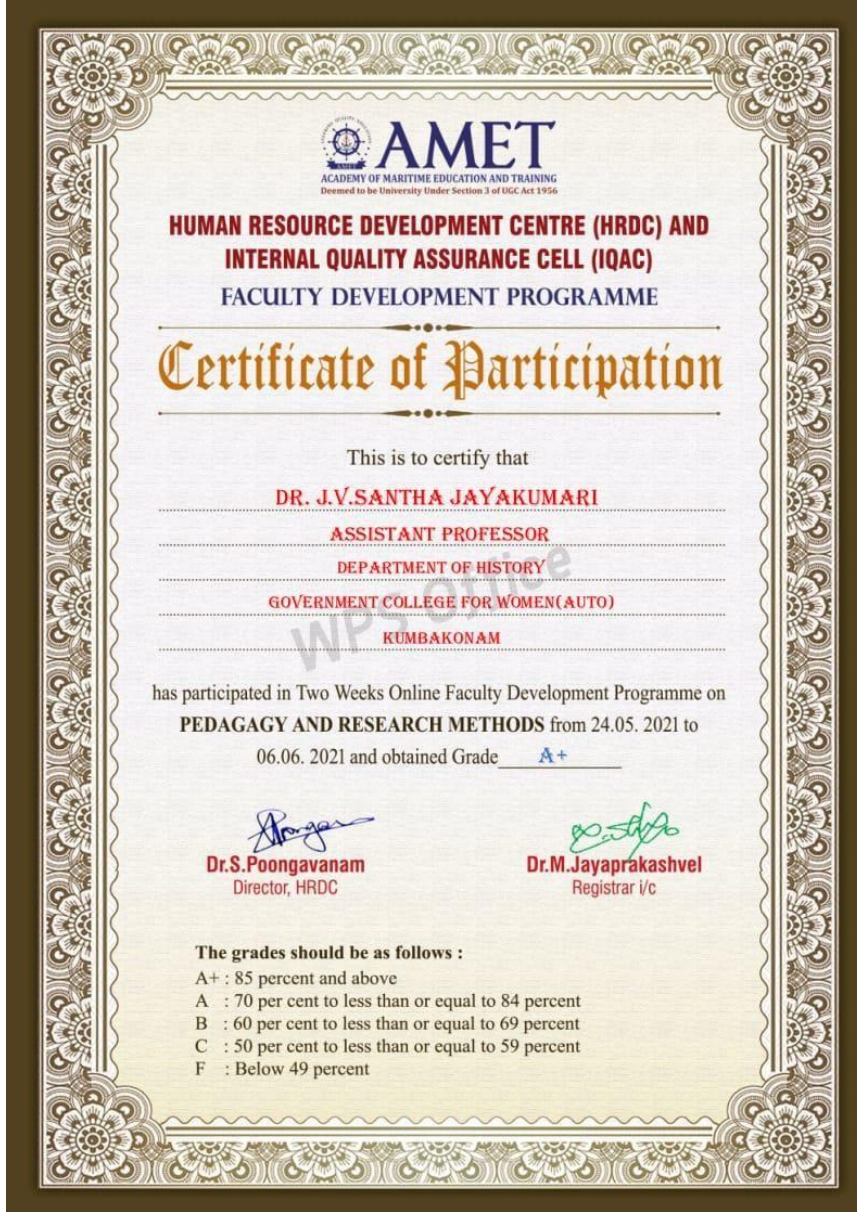 AMET
ACADEMY OF MARITIME EDUCATION AND TRAINING
Deemed to be University Under Section 3 of UGC Act 1956
HUMAN RESOURCE DEVELOPMENT CENTRE (HRDC) AND
INTERNAL QUALITY ASSURANCE CELL (IQAC)
FACULTY DEVELOPMENT PROGRAMME
Certificate of Participation
This is to certify that
DR. J.V.SANTHA JAYAKUMARI
ASSISTANT PROFESSOR
DEPARTMENT OF HISTORY
GOVERNMENT COLLEGE FOR WOMEN(AUTO)
KUMBAKONAM
WPS Office
has participated in Two Weeks Online Faculty Development Programme on
PEDAGAGY AND RESEARCH METHODS from 24.05. 2021 to
06.06. 2021 and obtained Grade A+
Dr.S.Poongavanam Dr.M.Jayaprakashvel
Director, HRDC Registrar i/c
The grades should be as follows :
A+ : 85 percent and above
A : 70 per cent to less than or equal to 84 percent
B : 60 per cent to less than or equal to 69 percent
C : 50 per cent to less than or equal to 59 percent
F : Below 49 percent